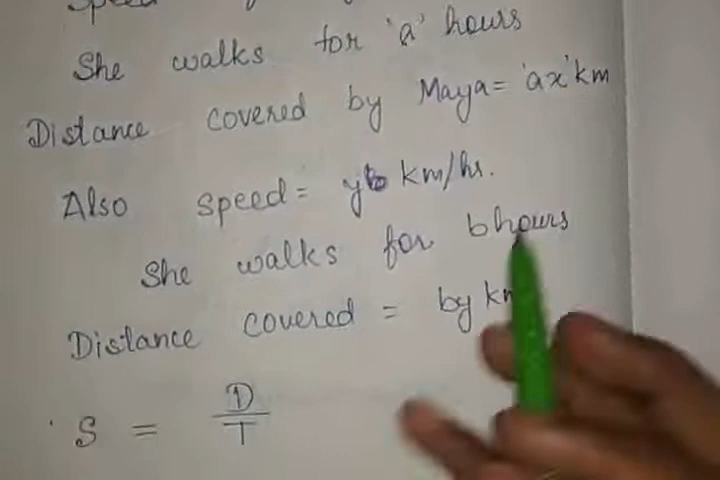 Speed
She walks for 'a' hours
Distance covered by Maya = 'ax' km
Also speed = y km/hr.
She walks for b hours
Distance covered = by km
S = D/T